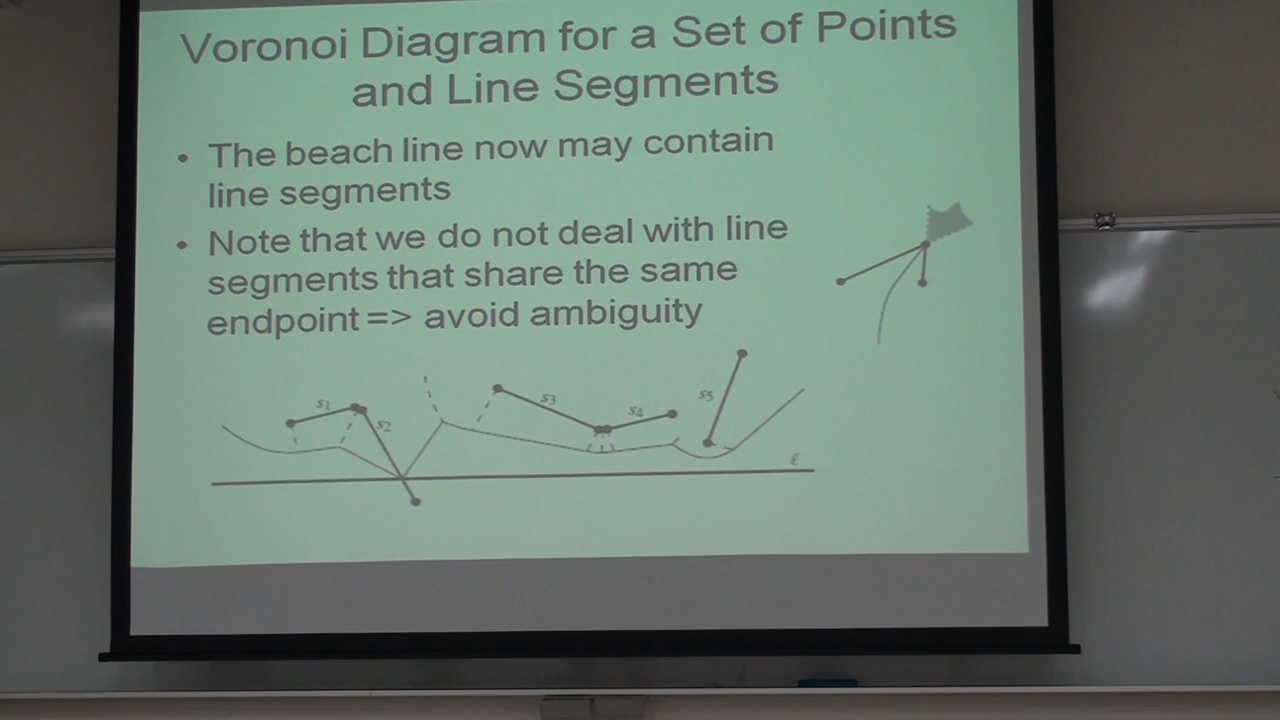 Voronoi Diagram for a Set of Points
and Line Segments
• The beach line now may contain
line segments
• Note that we do not deal with line
segments that share the same
endpoint => avoid ambiguity
s1
s2
s3
s4
s5
ℓ